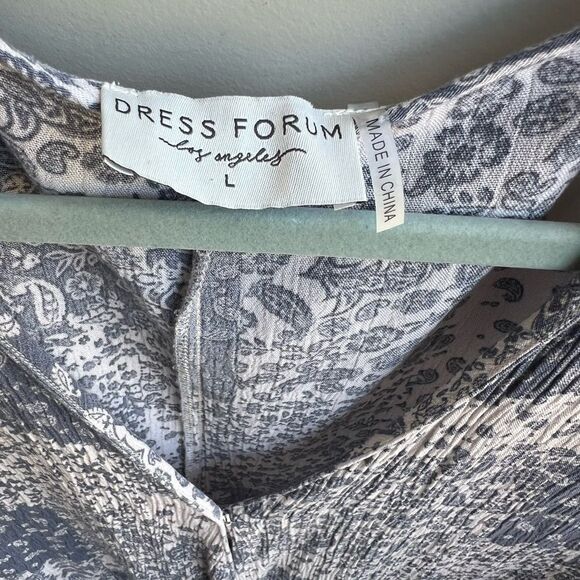 DRESS FORUM
los angeles
L
MADE IN CHINA